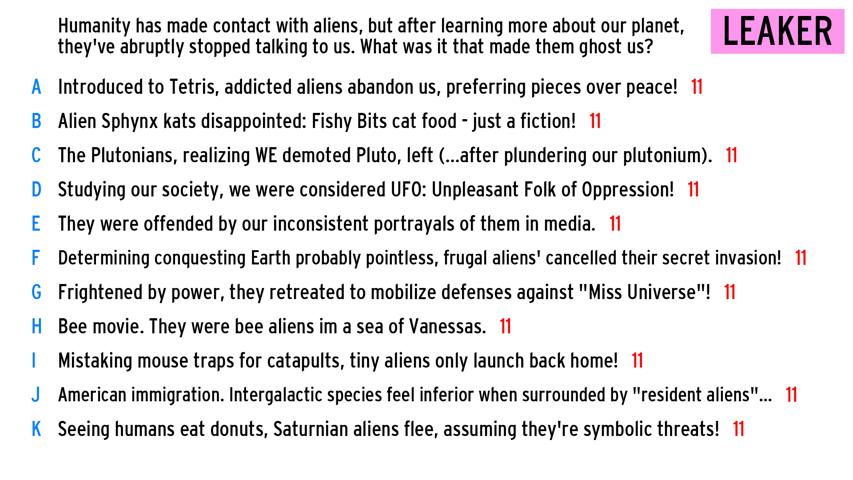 Humanity has made contact with aliens, but after learning more about our planet,
they've abruptly stopped talking to us. What was it that made them ghost us?
LEAKER
A Introduced to Tetris, addicted aliens abandon us, preferring pieces over peace! 11
B Alien Sphynx kats disappointed: Fishy Bits cat food - just a fiction! 11
C The Plutonians, realizing WE demoted Pluto, left (...after plundering our plutonium). 11
D Studying our society, we were considered UFO: Unpleasant Folk of Oppression! 11
E They were offended by our inconsistent portrayals of them in media. 11
F Determining conquesting Earth probably pointless, frugal aliens' cancelled their secret invasion! 11
G Frightened by power, they retreated to mobilize defenses against "Miss Universe"! 11
H Bee movie. They were bee aliens im a sea of Vanessas. 11
I Mistaking mouse traps for catapults, tiny aliens only launch back home! 11
J American immigration. Intergalactic species feel inferior when surrounded by "resident aliens"... 11
K Seeing humans eat donuts, Saturnian aliens flee, assuming they're symbolic threats! 11